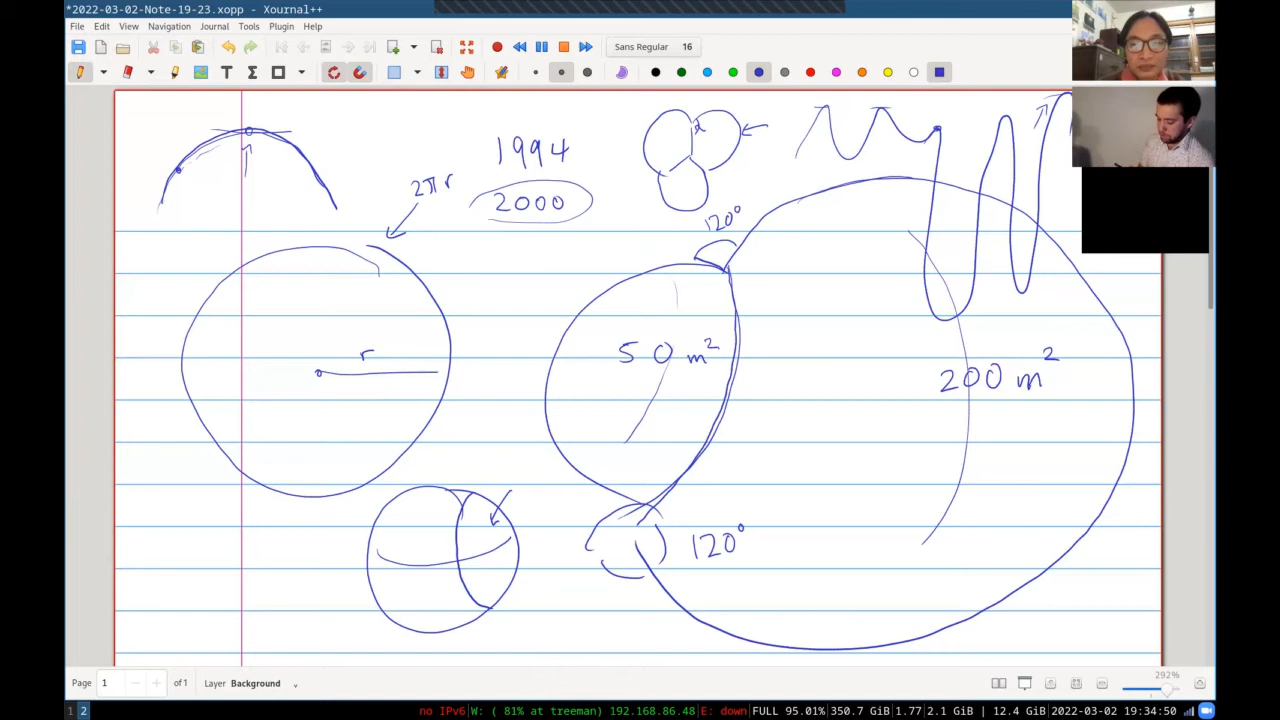 *2022-03-02-Note-19-23.xopp - Xournal++
File Edit View Navigation Journal Tools Plugin Help
Sans Regular 16
1994
2πr
2000
120°
r
50 m²
200 m²
120°
Page 1 of 1 Layer Background 292%
1 2 no IPv6 W: ( 81% at treeman) 192.168.86.48 E: down FULL 95.01% 350.7 GiB 1.77 2.1 GiB | 12.4 GiB 2022-03-02 19:34:50